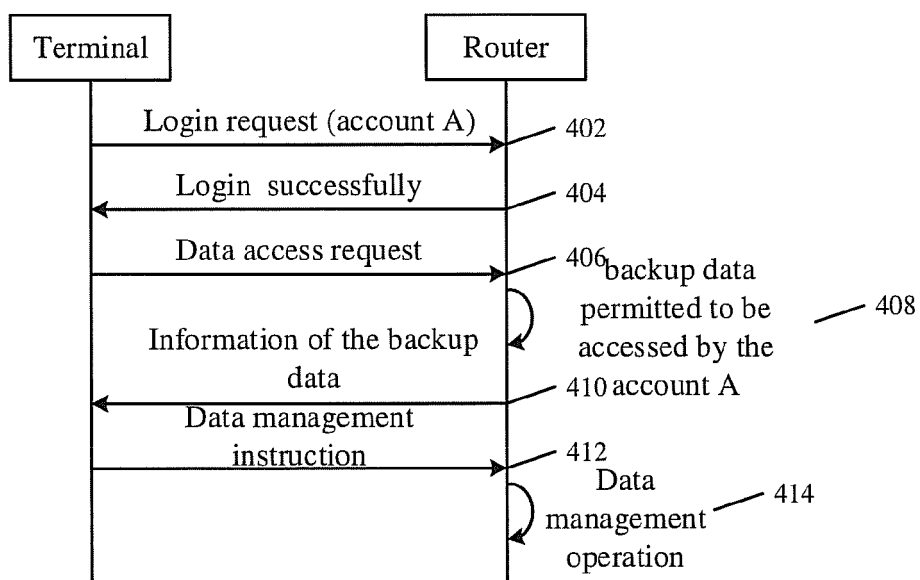 Terminal
Router
Login request (account A)
402
Login successfully
404
Data access request
406
backup data
permitted to be
accessed by the
account A
408
Information of the backup
data
410
Data management
instruction
412
Data
management
operation
414